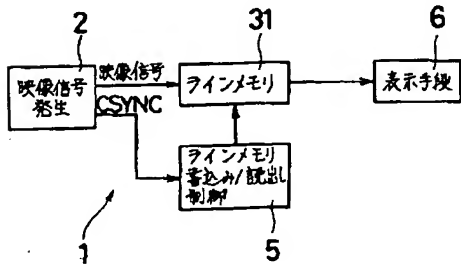 2
31
6
映像信号
発生
映像信号
CSYNC
ラインメモリ
表示手段
ラインメモリ
書込み/読出し
制御
1
5